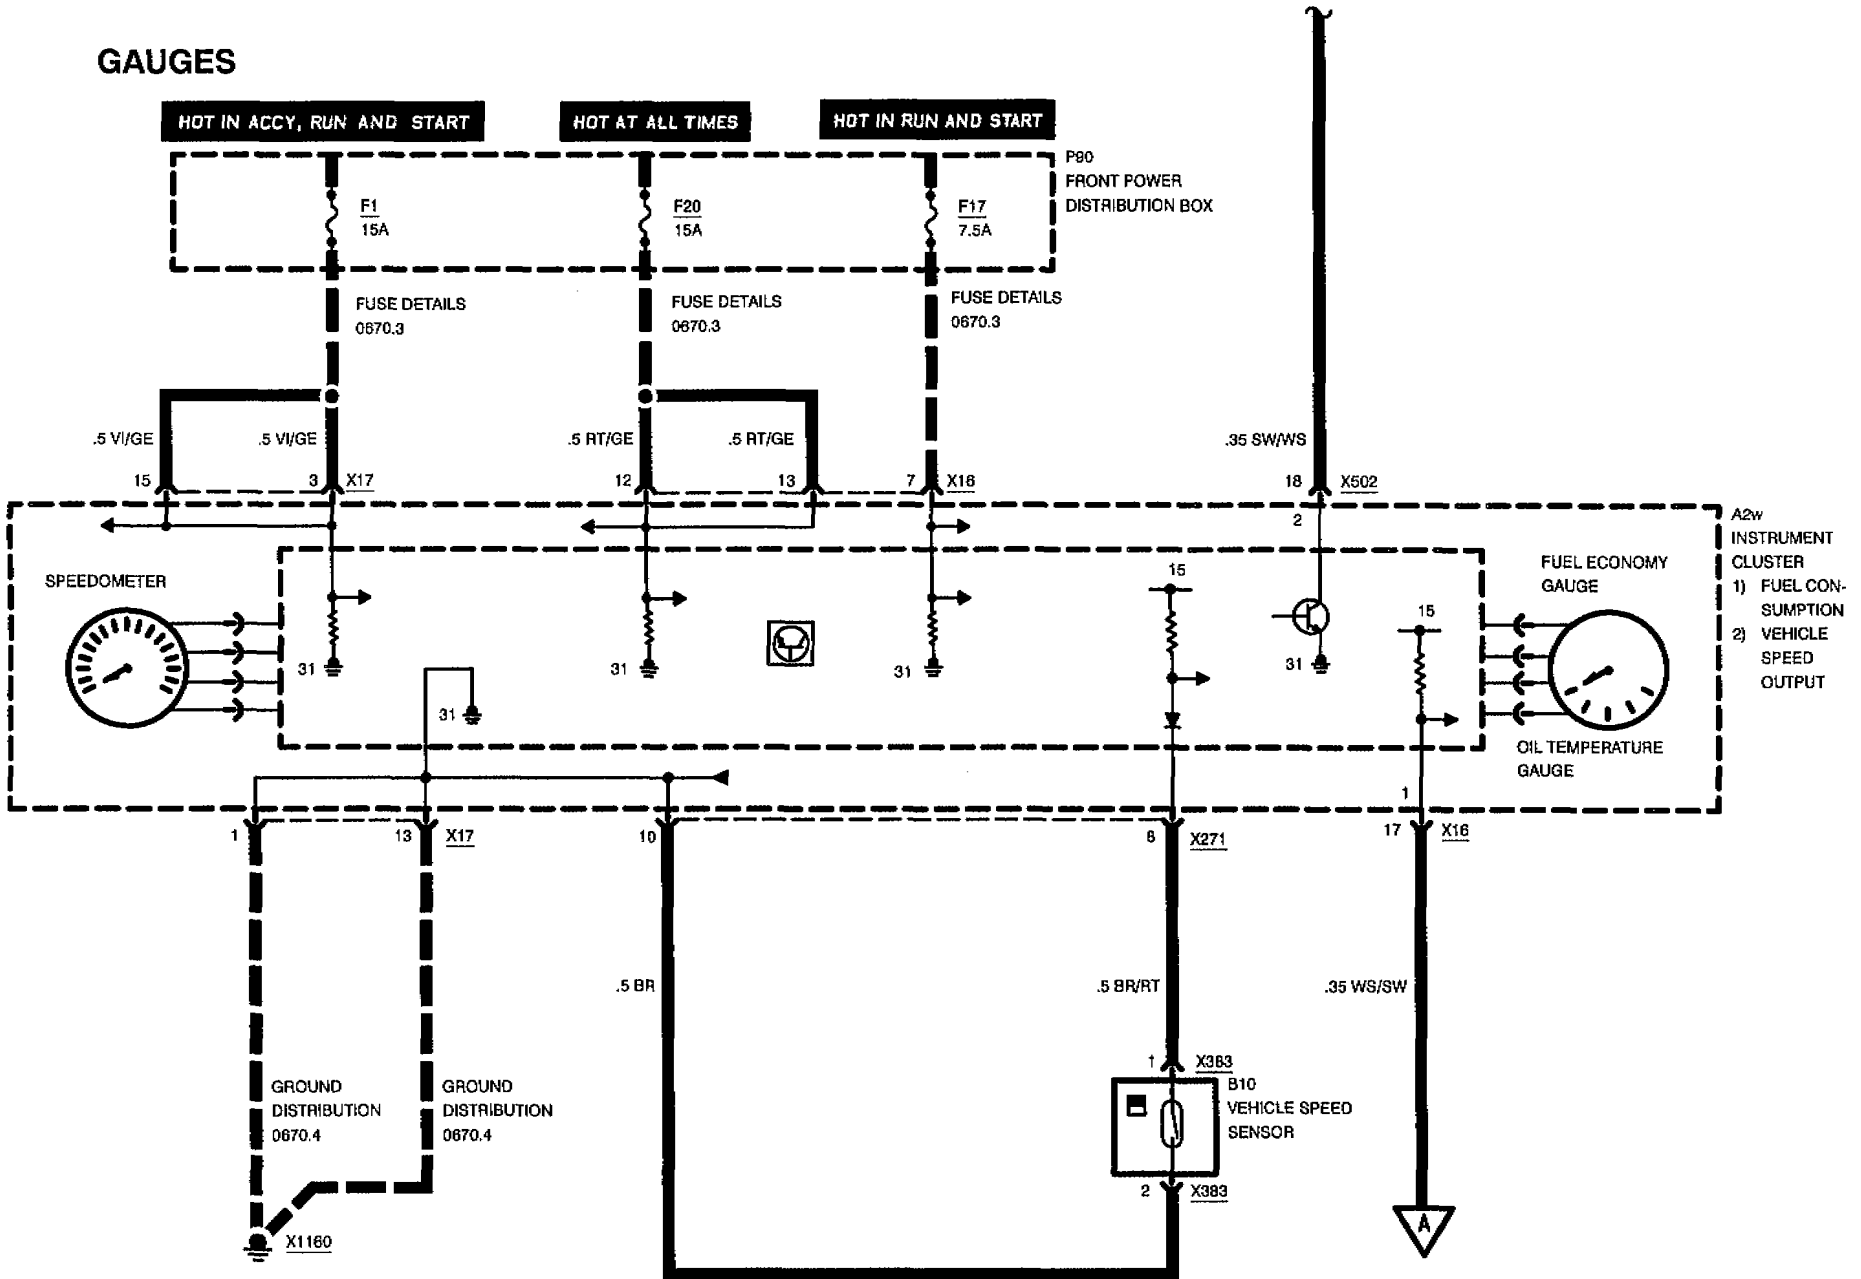 GAUGES
HOT IN ACCY, RUN AND START
HOT AT ALL TIMES
HOT IN RUN AND START
P90
FRONT POWER
DISTRIBUTION BOX
F1
15A
F20
15A
F17
7.5A
FUSE DETAILS
0670.3
FUSE DETAILS
0670.3
FUSE DETAILS
0670.3
.5 VI/GE
.5 VI/GE
.5 RT/GE
.5 RT/GE
.35 SW/WS
15
3
X17
12
13
7
X16
18
X502
2
A2w
INSTRUMENT
CLUSTER
1) FUEL CON-
SUMPTION
2) VEHICLE
SPEED
OUTPUT
SPEEDOMETER
FUEL ECONOMY
GAUGE
15
15
31
31
31
31
31
OIL TEMPERATURE
GAUGE
1
1
13
X17
10
8
X271
17
X16
.5 BR
.5 BR/RT
.35 WS/SW
1
X383
B10
VEHICLE SPEED
SENSOR
2
X383
GROUND
DISTRIBUTION
0670.4
GROUND
DISTRIBUTION
0670.4
X1160
A